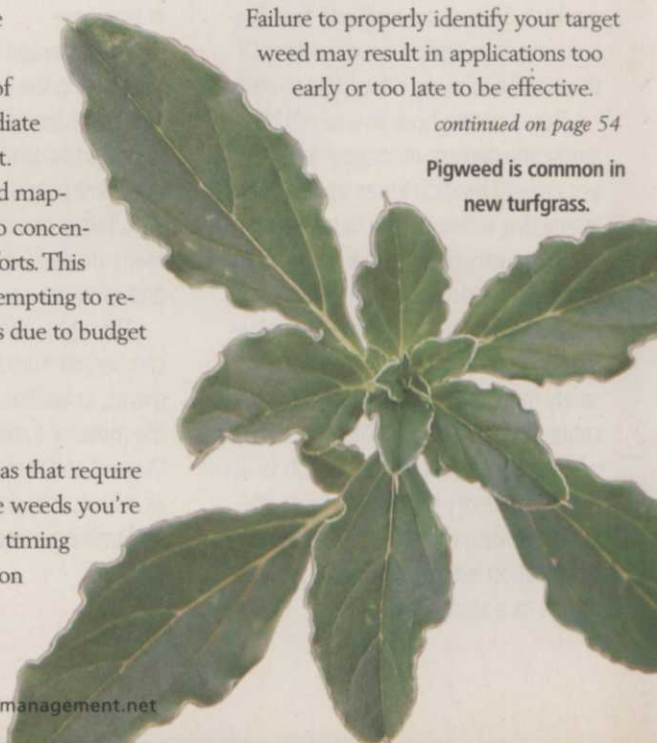 e
of
diate
t.
d map-
o concen-
orts. This
empting to re-
s due to budget
as that require
e weeds you're
timing
on
management.net
Failure to properly identify your target
weed may result in applications too
early or too late to be effective.
continued on page 54
Pigweed is common in
new turfgrass.